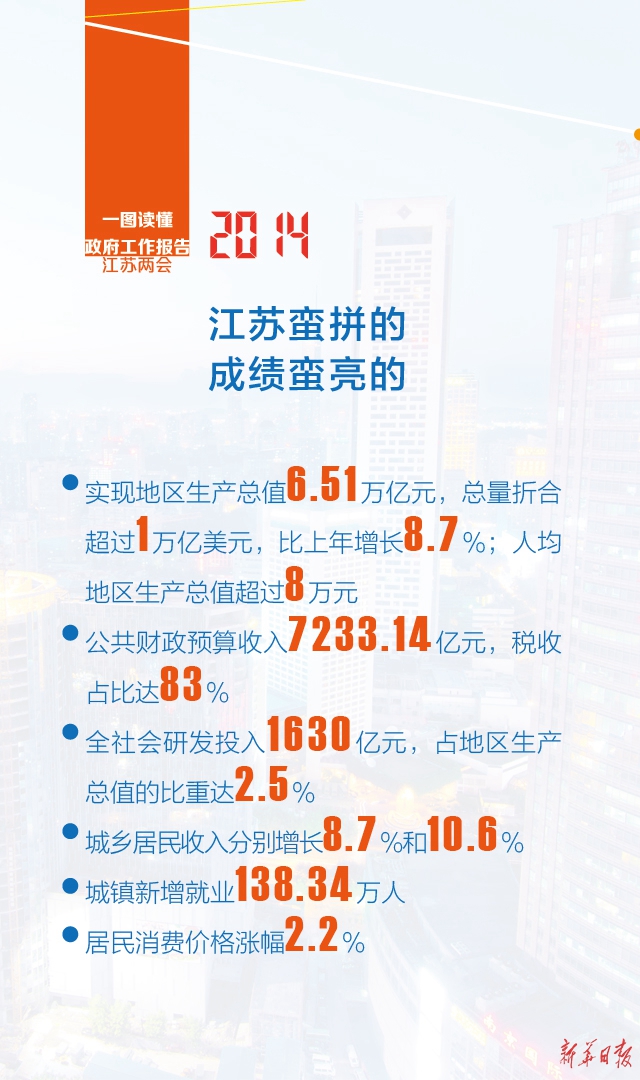 一图读懂
政府工作报告
江苏两会
2014
江苏蛮拼的
成绩蛮亮的
实现地区生产总值6.51万亿元，总量折合
超过1万亿美元，比上年增长8.7%；人均
地区生产总值超过8万元
公共财政预算收入7233.14亿元，税收
占比达83%
全社会研发投入1630亿元，占地区生产
总值的比重达2.5%
城乡居民收入分别增长8.7%和10.6%
城镇新增就业138.34万人
居民消费价格涨幅2.2%
新华日报